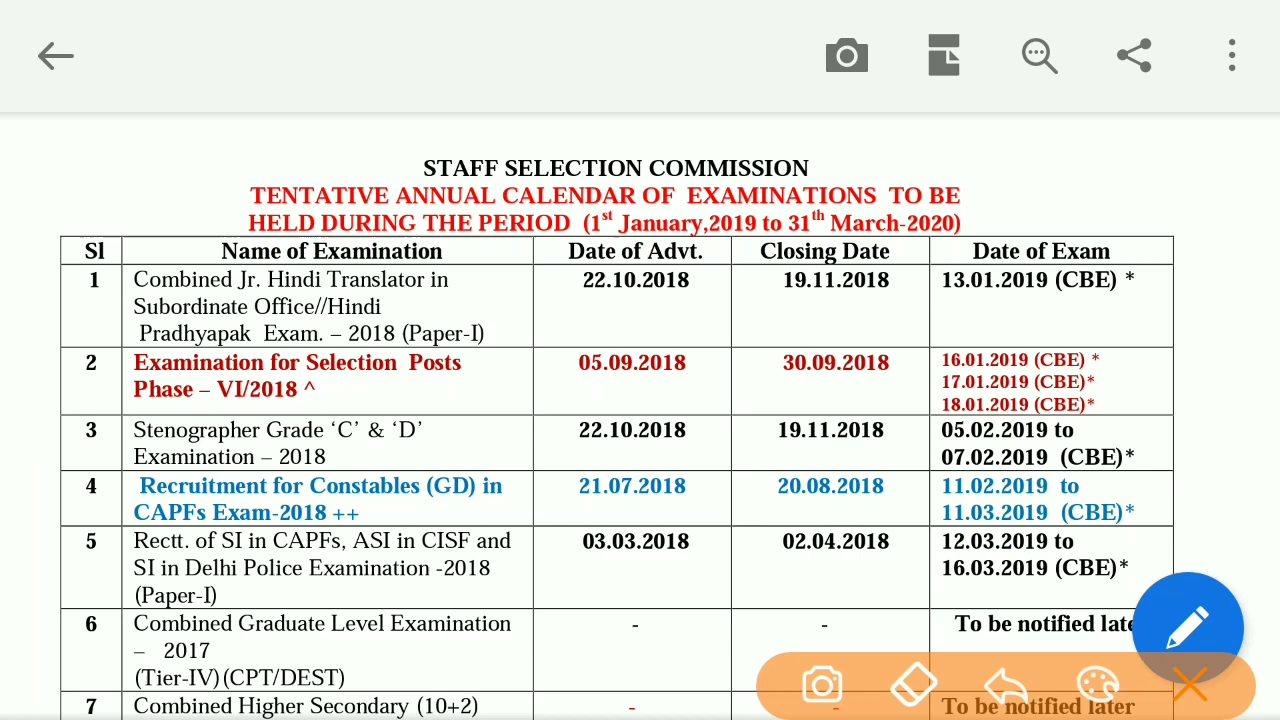 STAFF SELECTION COMMISSION
TENTATIVE ANNUAL CALENDAR OF EXAMINATIONS TO BE
HELD DURING THE PERIOD (1st January,2019 to 31th March-2020)
Sl Name of Examination Date of Advt. Closing Date Date of Exam
1 Combined Jr. Hindi Translator in 22.10.2018 19.11.2018 13.01.2019 (CBE) *
Subordinate Office//Hindi
Pradhyapak Exam. – 2018 (Paper-I)
2 Examination for Selection Posts 05.09.2018 30.09.2018 16.01.2019 (CBE) *
Phase – VI/2018 ^ 17.01.2019 (CBE)*
18.01.2019 (CBE)*
3 Stenographer Grade ‘C’ & ‘D’ 22.10.2018 19.11.2018 05.02.2019 to
Examination – 2018 07.02.2019 (CBE)*
4 Recruitment for Constables (GD) in 21.07.2018 20.08.2018 11.02.2019 to
CAPFs Exam-2018 ++ 11.03.2019 (CBE)*
5 Rectt. of SI in CAPFs, ASI in CISF and 03.03.2018 02.04.2018 12.03.2019 to
SI in Delhi Police Examination -2018 16.03.2019 (CBE)*
(Paper-I)
6 Combined Graduate Level Examination - - To be notified late
– 2017
(Tier-IV)(CPT/DEST)
7 Combined Higher Secondary (10+2) - - To be notified later